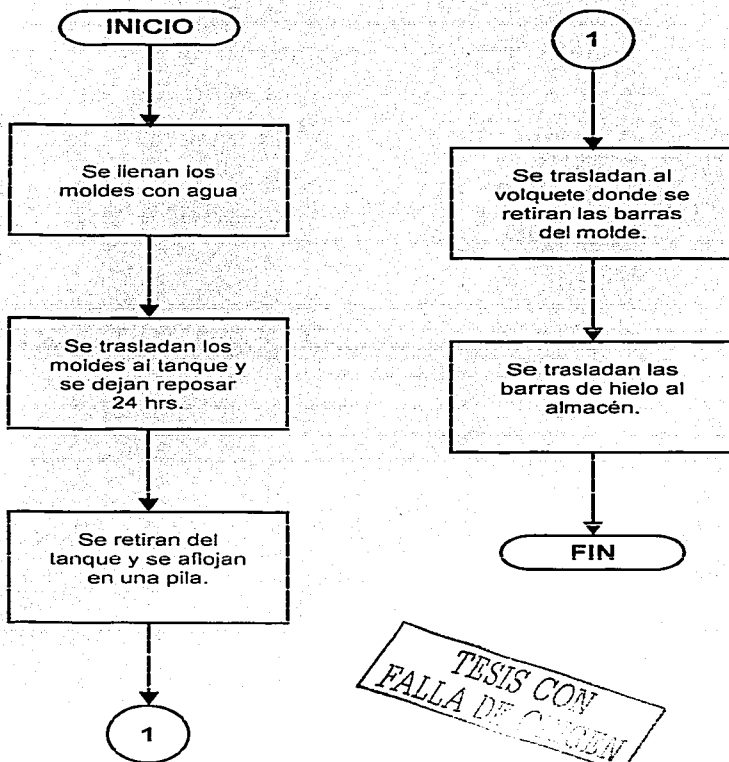 INICIO
Se llenan los
moldes con agua
Se trasladan los
moldes al tanque y
se dejan reposar
24 hrs.
Se retiran del
tanque y se aflojan
en una pila.
1
1
Se trasladan al
volquete donde se
retiran las barras
del molde.
Se trasladan las
barras de hielo al
almacén.
FIN
TESIS CON
FALLA DE ORIGEN